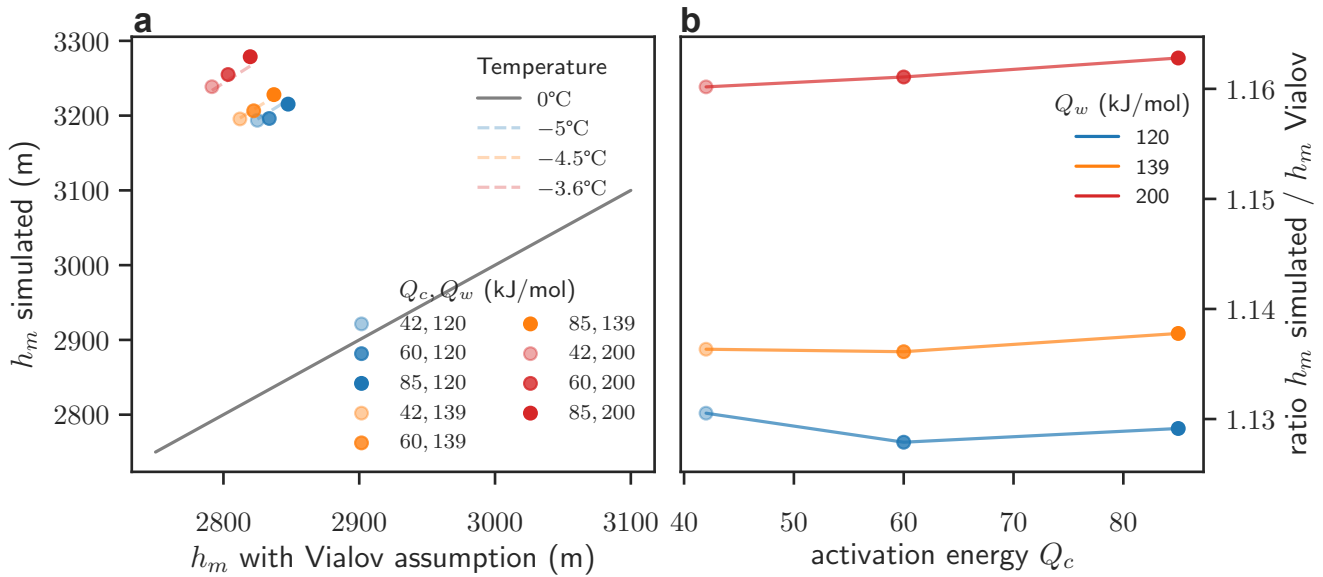 a
b
3300
3200
3100
3000
2900
2800
h_m simulated (m)
Temperature
0°C
−5°C
−4.5°C
−3.6°C
Q_c, Q_w (kJ/mol)
42, 120
60, 120
85, 120
42, 139
60, 139
85, 139
42, 200
60, 200
85, 200
2800 2900 3000 3100
h_m with Vialov assumption (m)
Q_w (kJ/mol)
120
139
200
40 50 60 70 80
activation energy Q_c
1.16
1.15
1.14
1.13
ratio h_m simulated / h_m Vialov